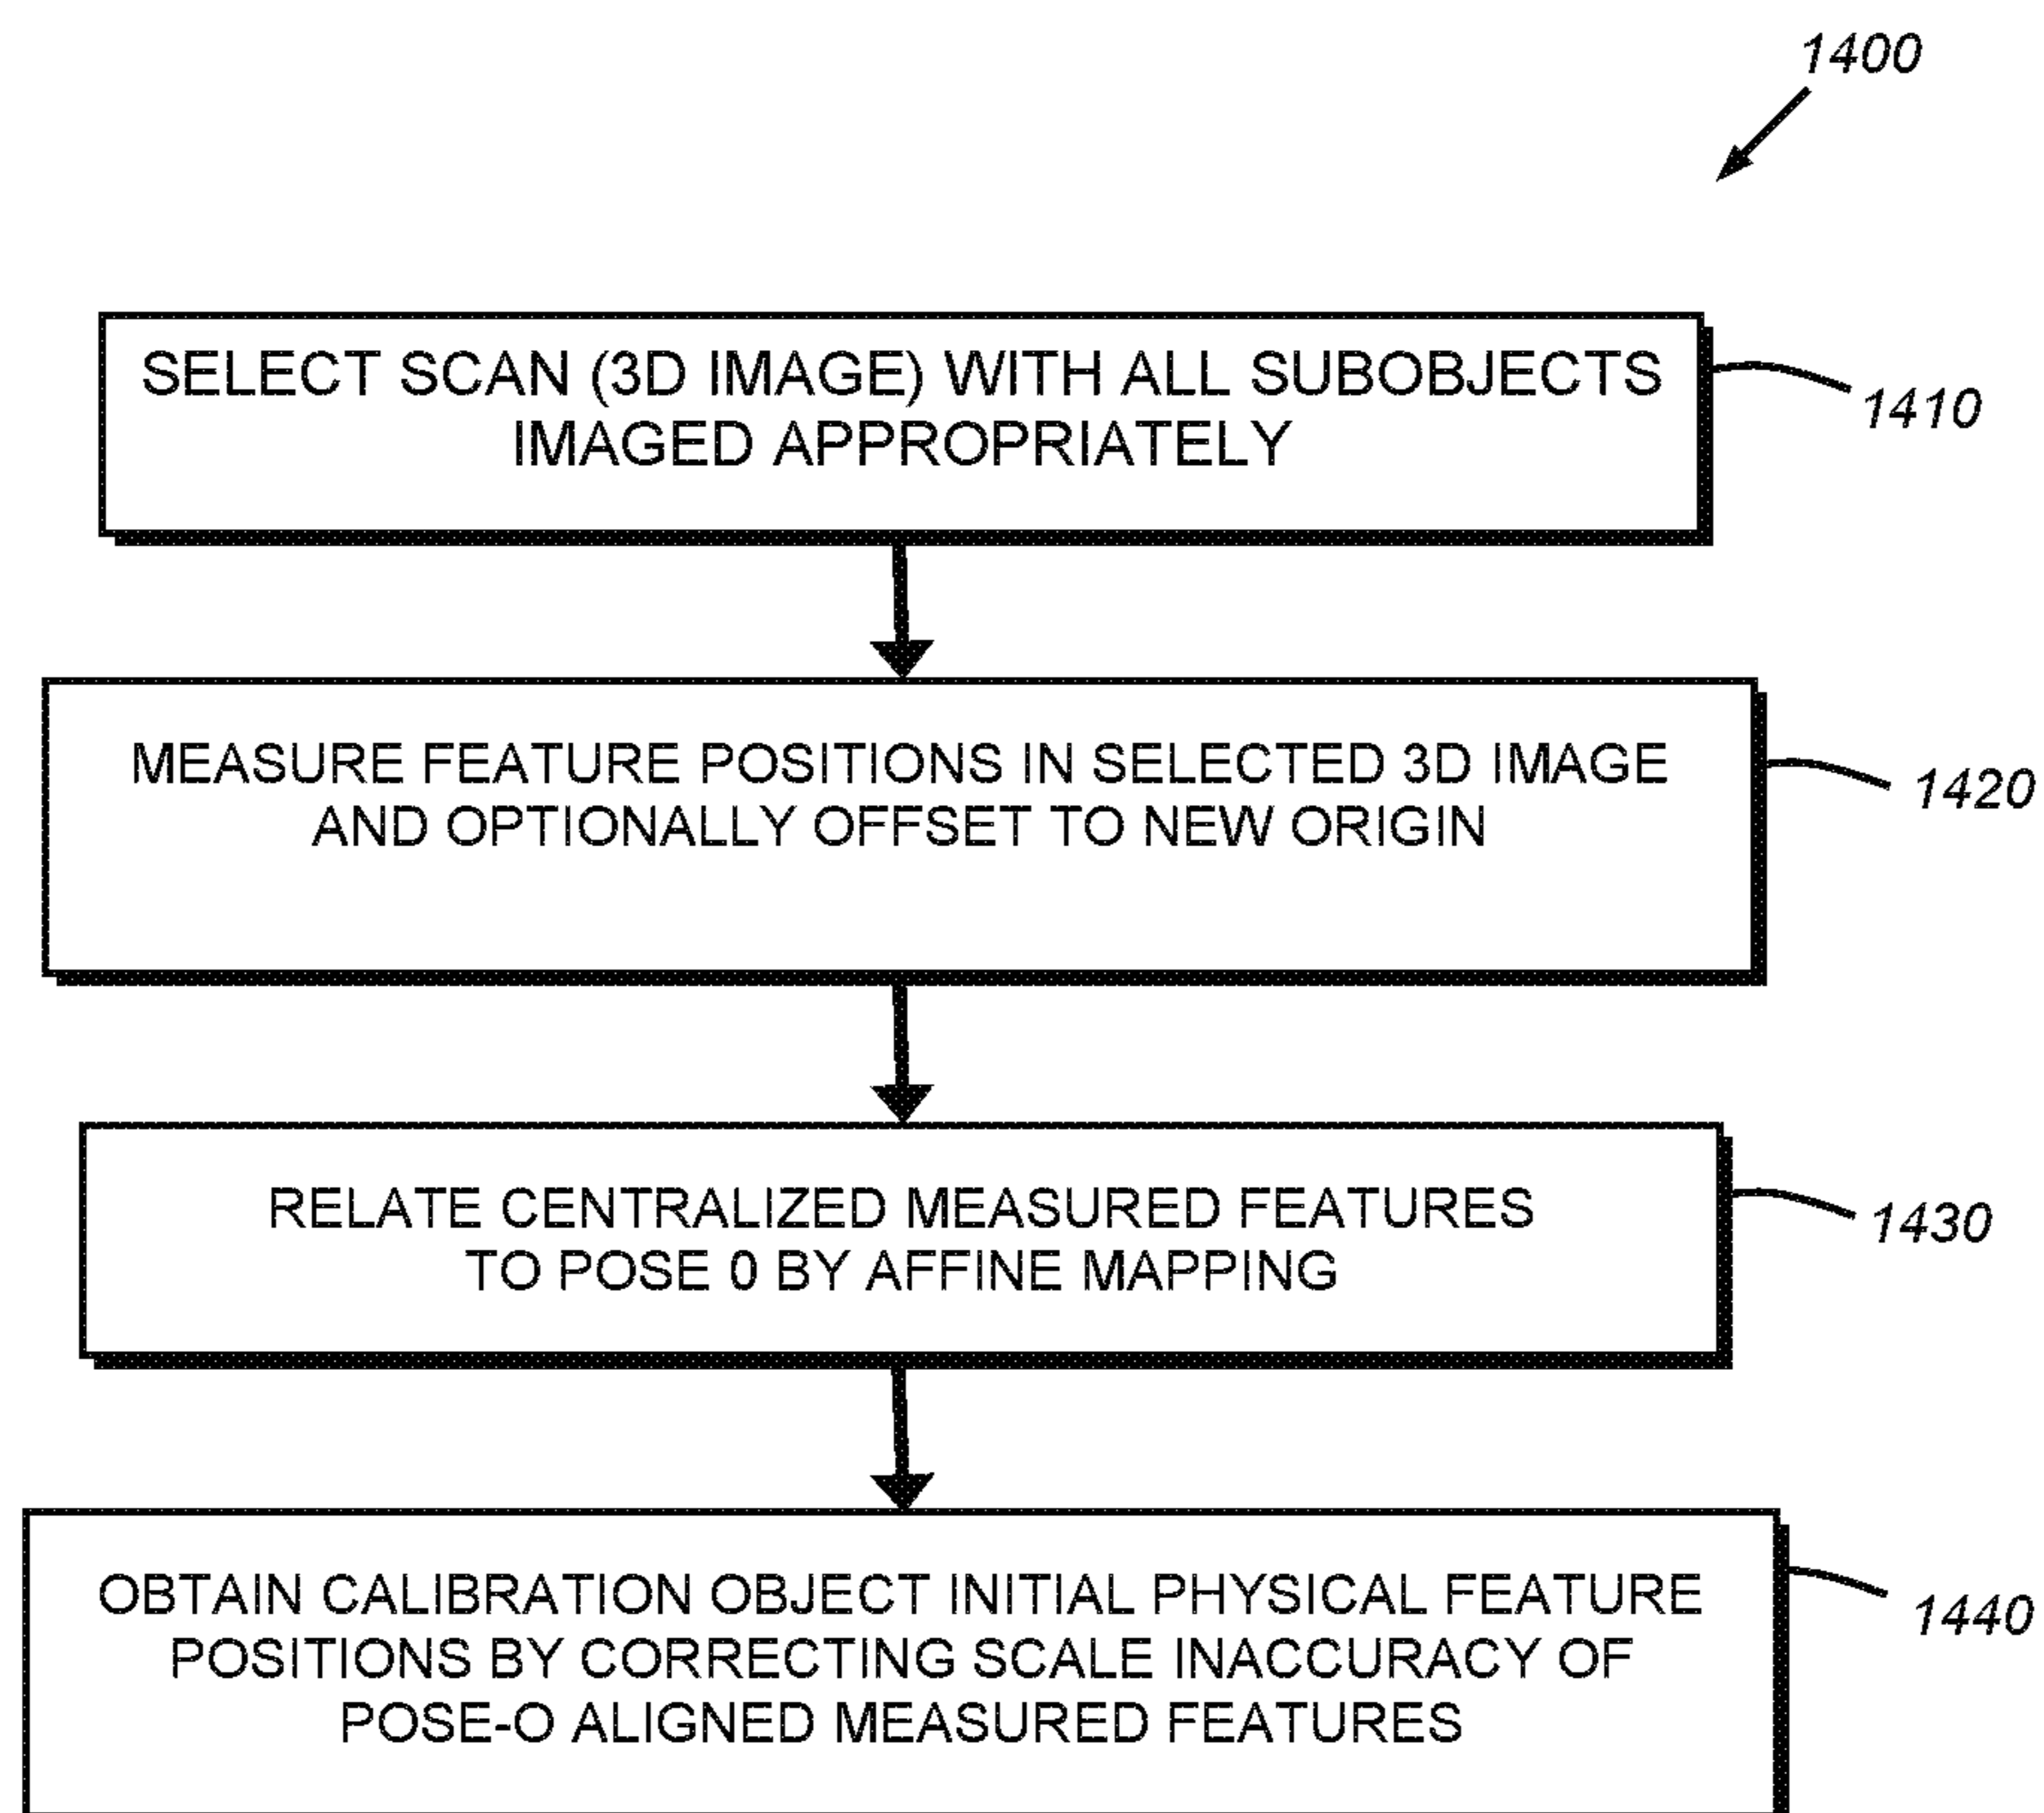 1400
SELECT SCAN (3D IMAGE) WITH ALL SUBOBJECTS
IMAGED APPROPRIATELY
1410
MEASURE FEATURE POSITIONS IN SELECTED 3D IMAGE
AND OPTIONALLY OFFSET TO NEW ORIGIN
1420
RELATE CENTRALIZED MEASURED FEATURES
TO POSE 0 BY AFFINE MAPPING
1430
OBTAIN CALIBRATION OBJECT INITIAL PHYSICAL FEATURE
POSITIONS BY CORRECTING SCALE INACCURACY OF
POSE-O ALIGNED MEASURED FEATURES
1440